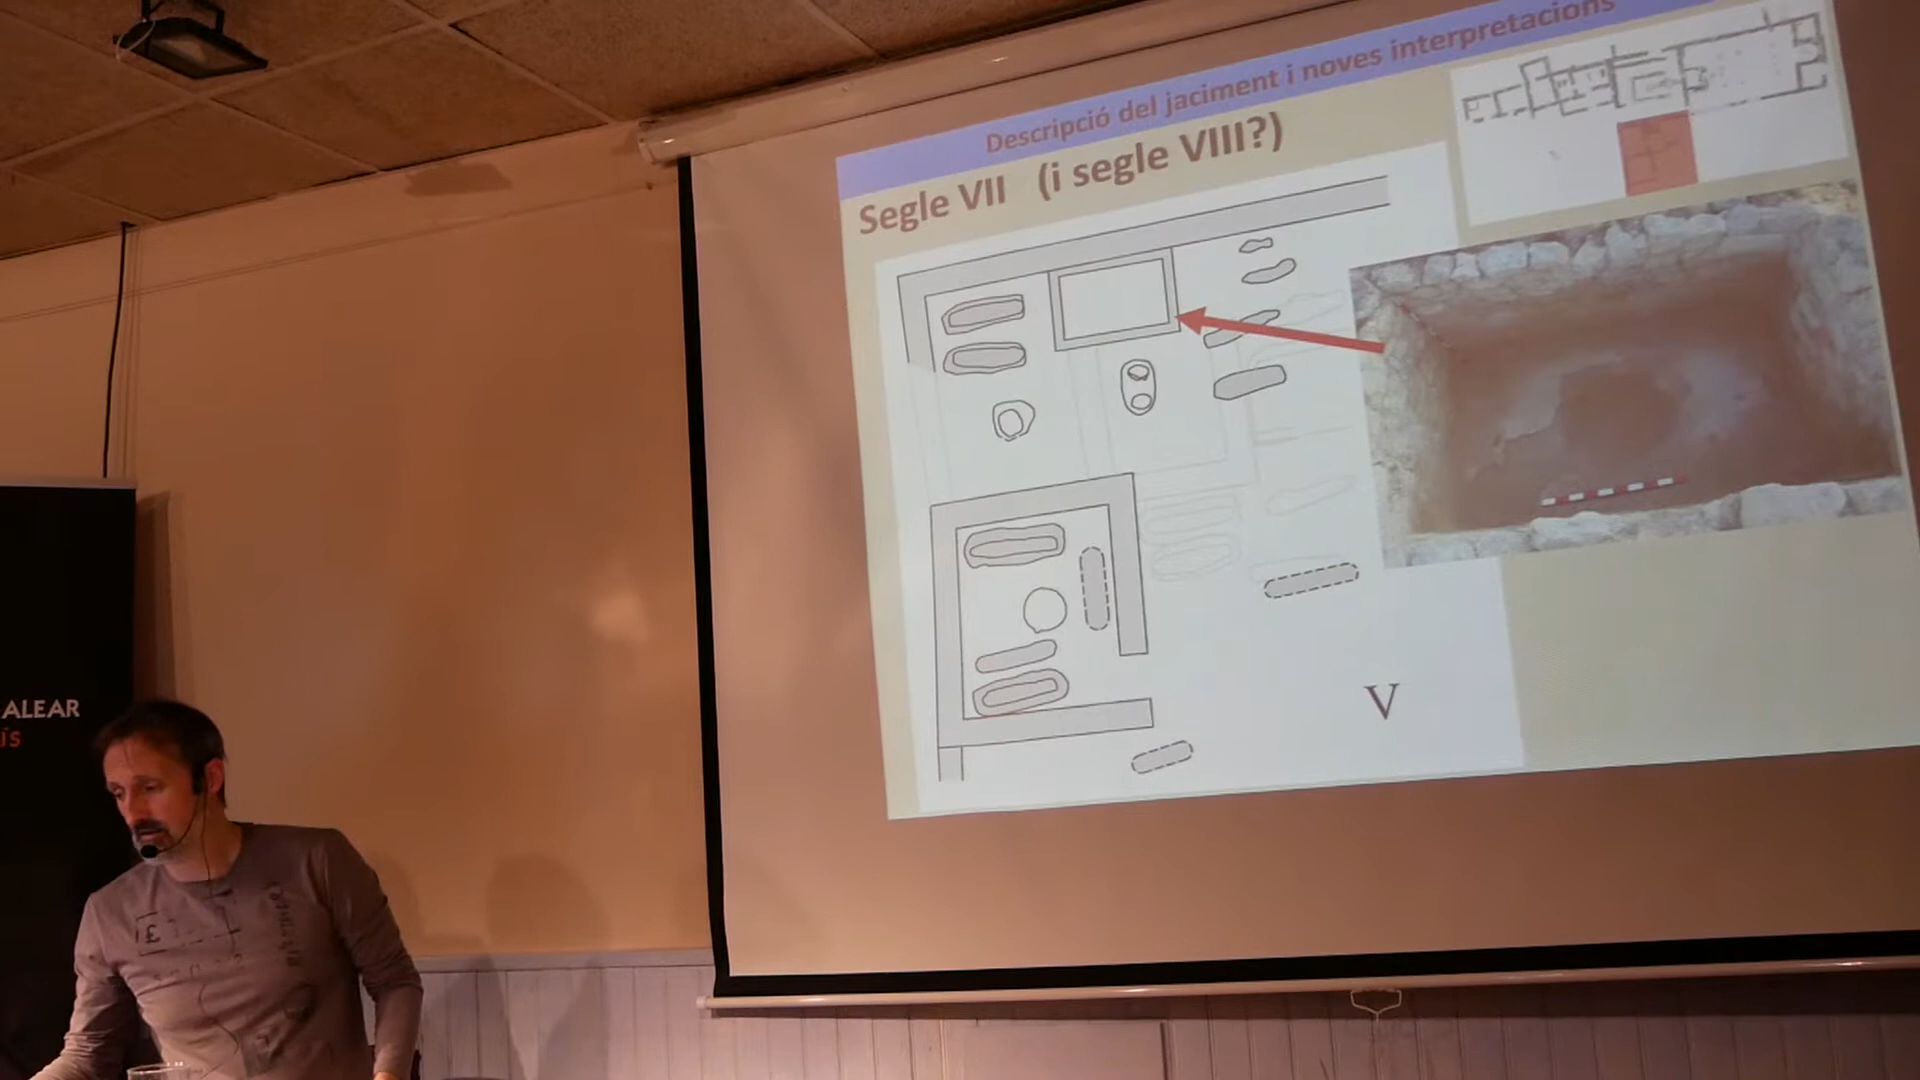 Descripció del jaciment i noves interpretacions
Segle VII (i segle VIII?)
V
ALEAR
ÍS